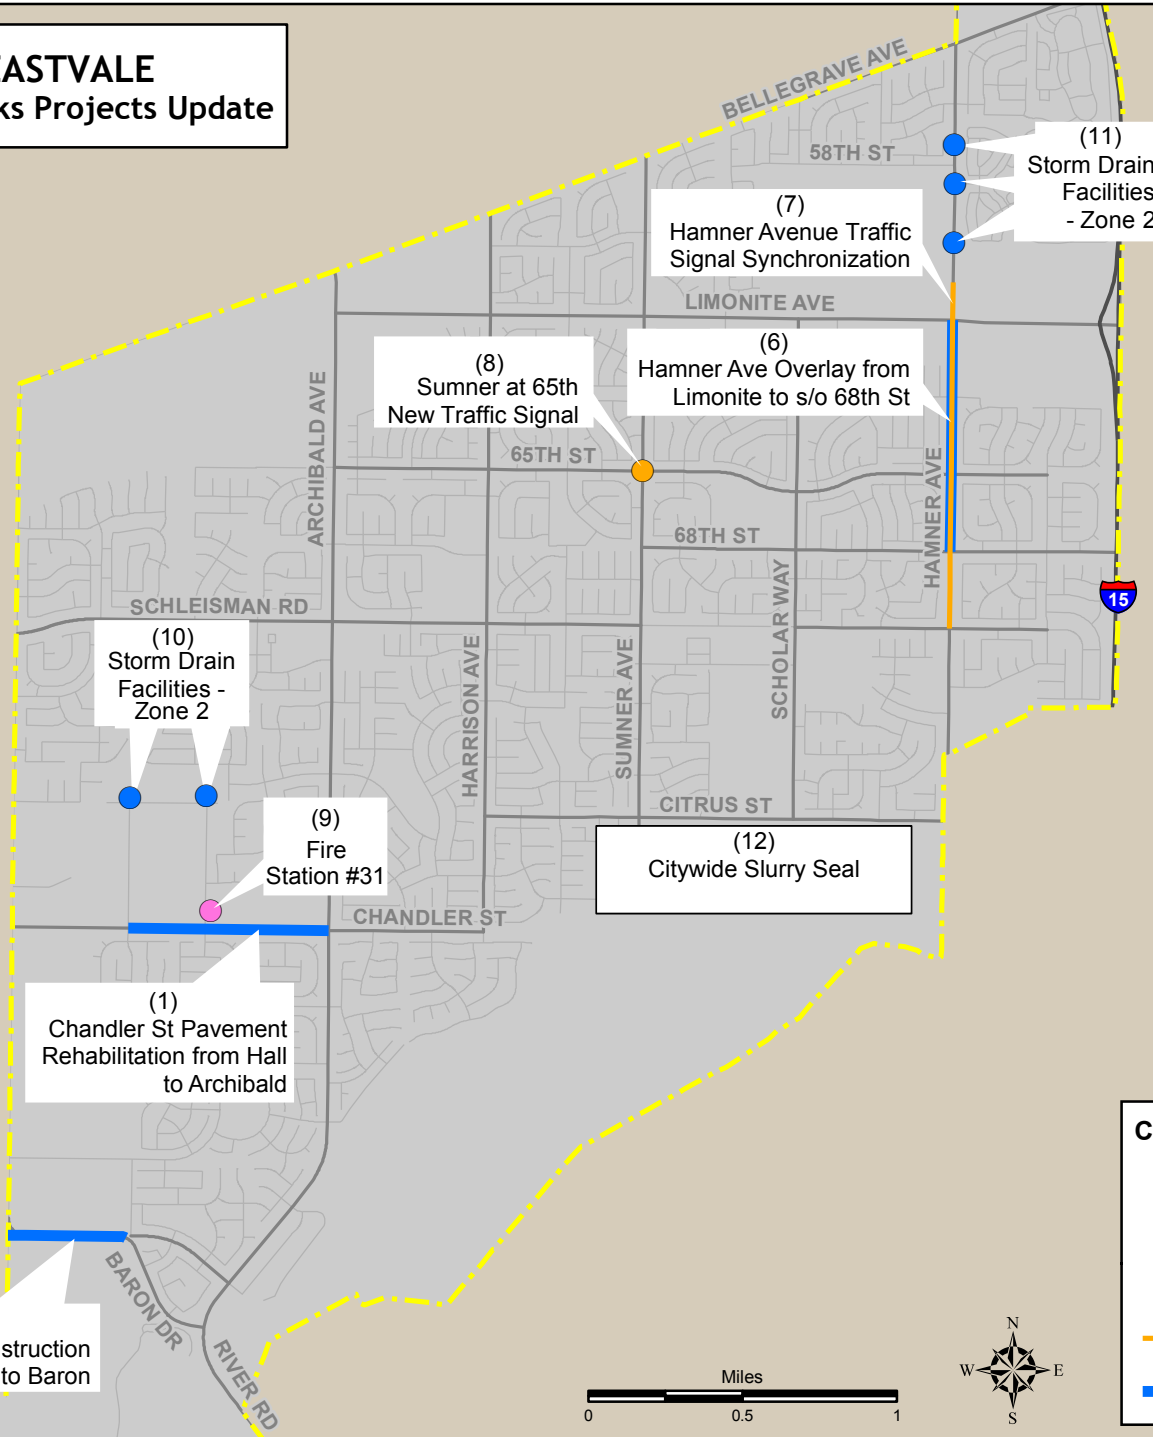 EASTVALE
ks Projects Update
BELLEGRAVE AVE
58TH ST
(11)
Storm Drain
Facilities
- Zone 2
(7)
Hamner Avenue Traffic
Signal Synchronization
LIMONITE AVE
(8)
Sumner at 65th
New Traffic Signal
(6)
Hamner Ave Overlay from
Limonite to s/o 68th St
ARCHIBALD AVE
65TH ST
HAMNER AVE
68TH ST
SCHOLAR WAY
15
SCHLEISMAN RD
(10)
Storm Drain
Facilities -
Zone 2
HARRISON AVE
SUMNER AVE
CITRUS ST
(9)
Fire
Station #31
(12)
Citywide Slurry Seal
CHANDLER ST
(1)
Chandler St Pavement
Rehabilitation from Hall
to Archibald
C
BARON DR
struction
to Baron
RIVER RD
Miles
0 0.5 1
N
W E
S